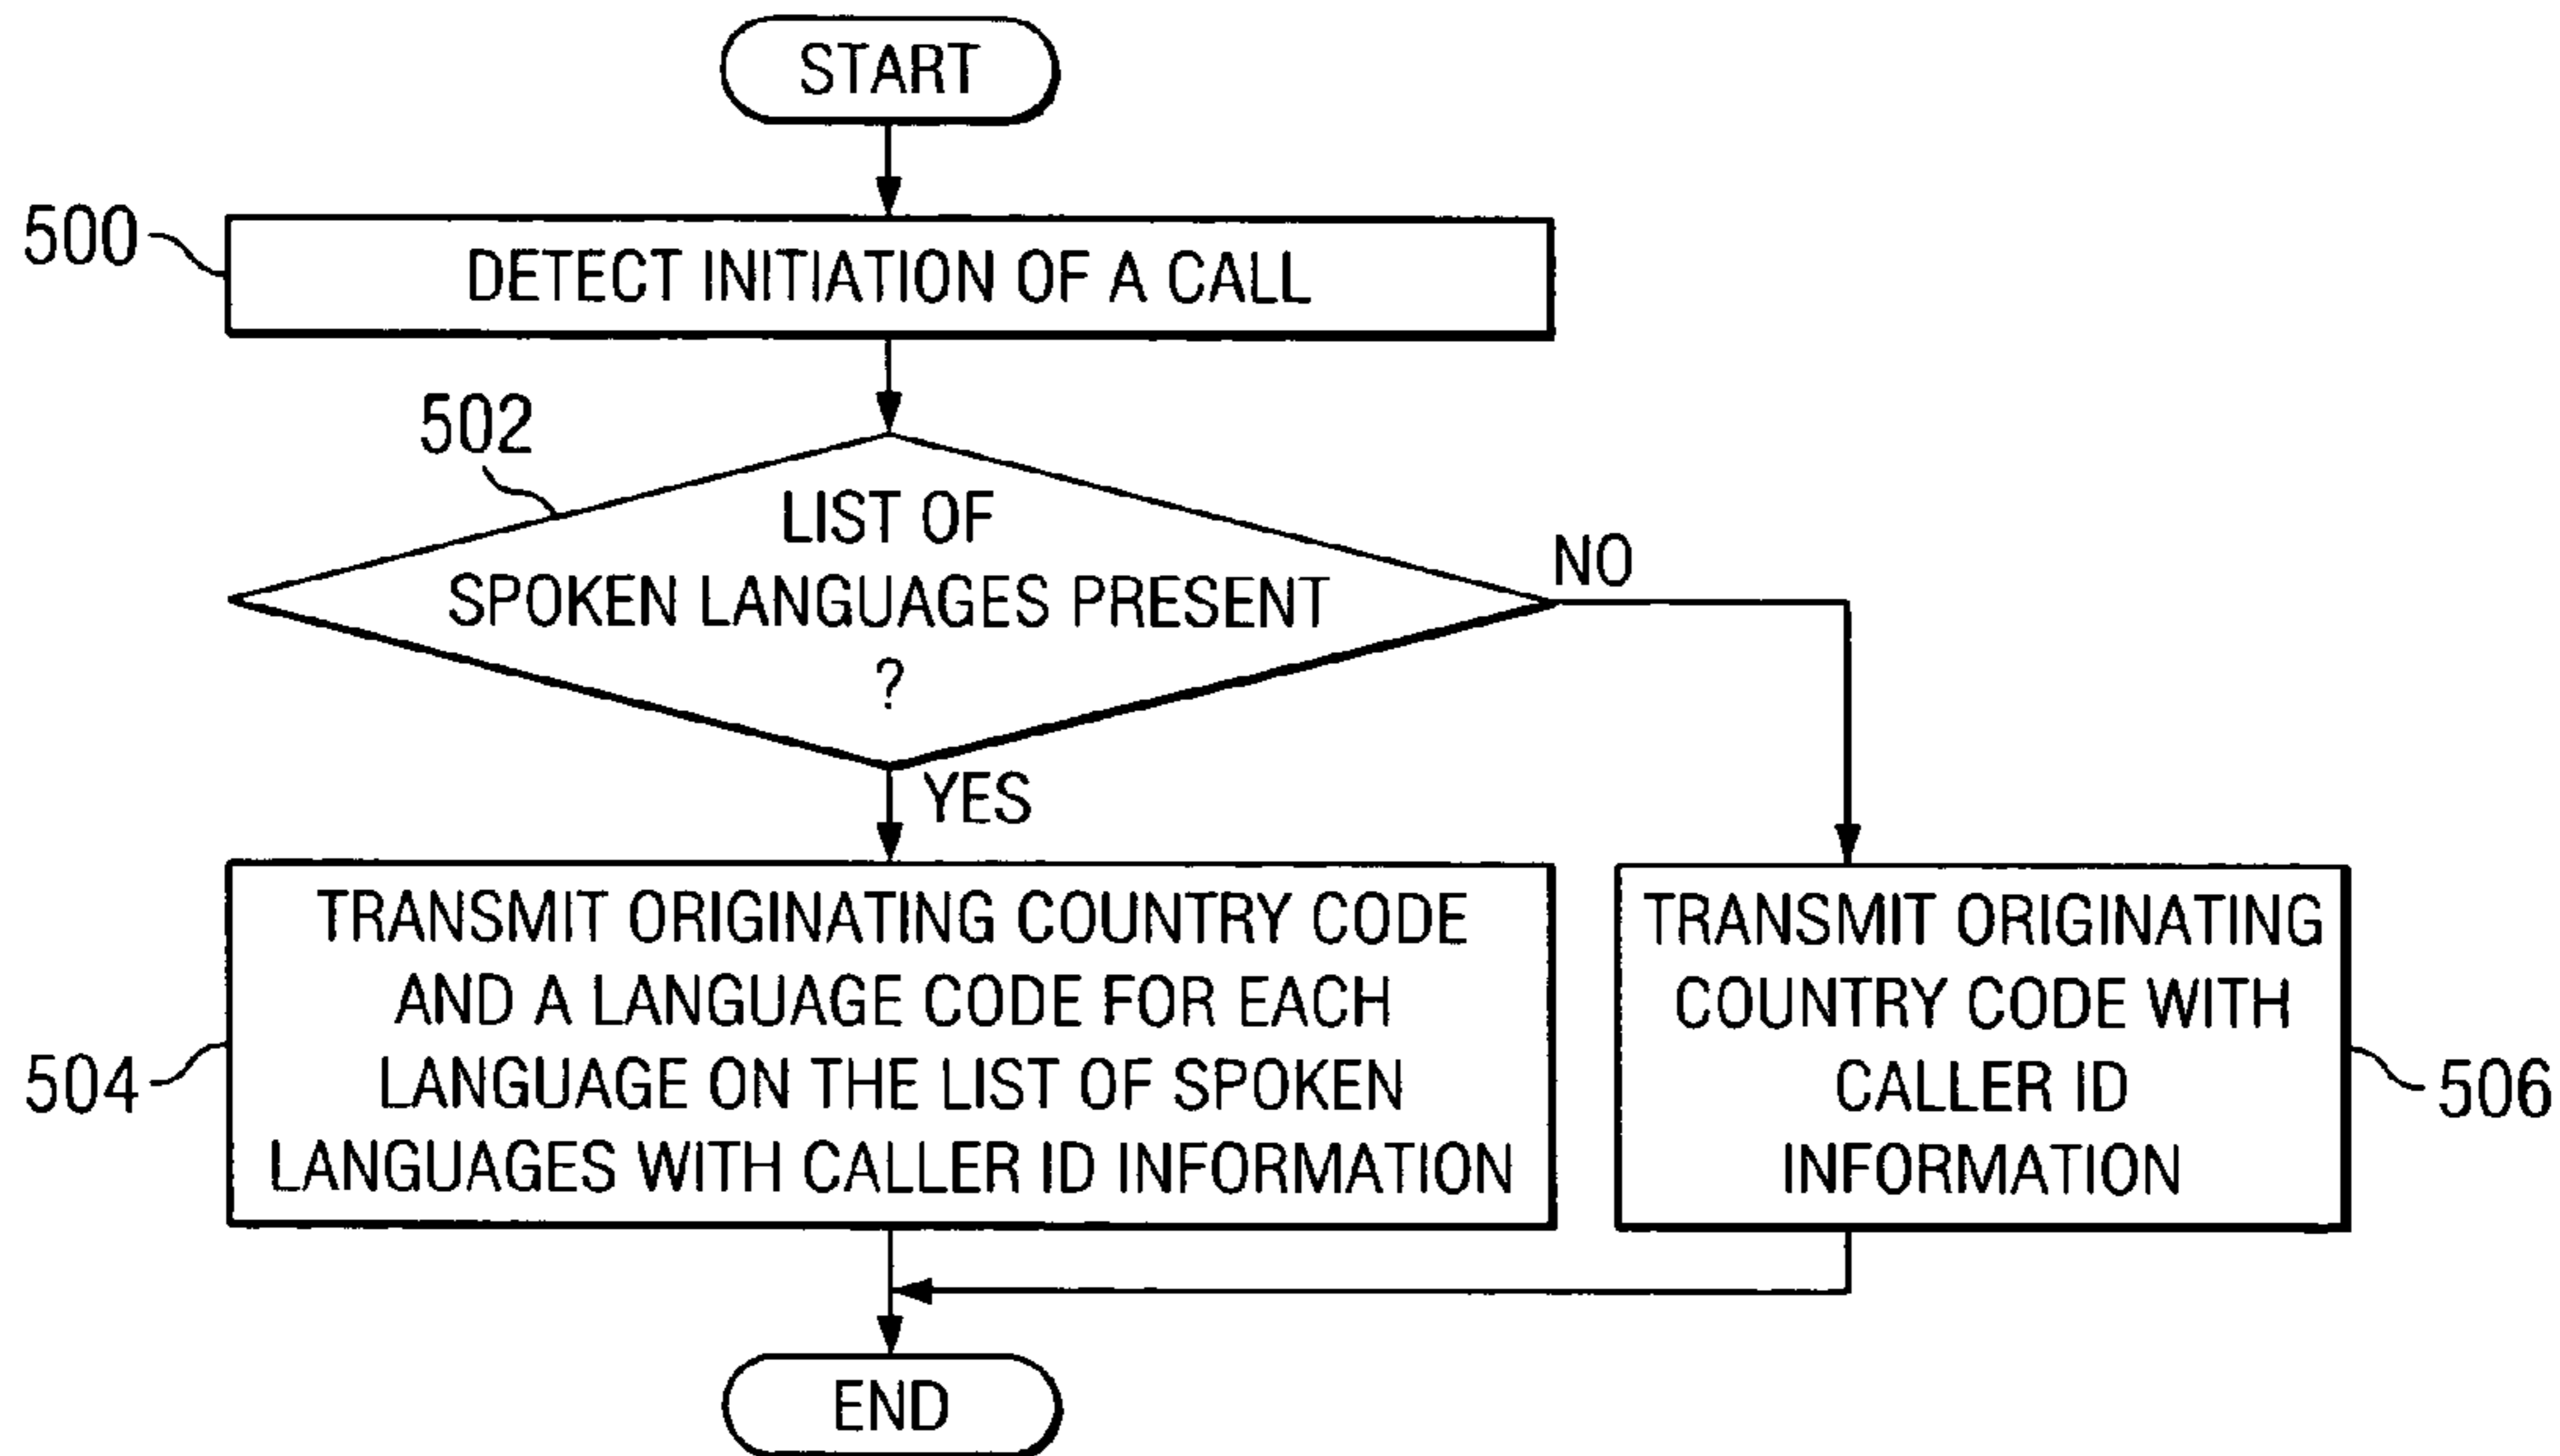 START
500
DETECT INITIATION OF A CALL
502
LIST OF
SPOKEN LANGUAGES PRESENT
?
NO
YES
TRANSMIT ORIGINATING COUNTRY CODE
AND A LANGUAGE CODE FOR EACH
LANGUAGE ON THE LIST OF SPOKEN
LANGUAGES WITH CALLER ID INFORMATION
504
TRANSMIT ORIGINATING
COUNTRY CODE WITH
CALLER ID
INFORMATION
506
END